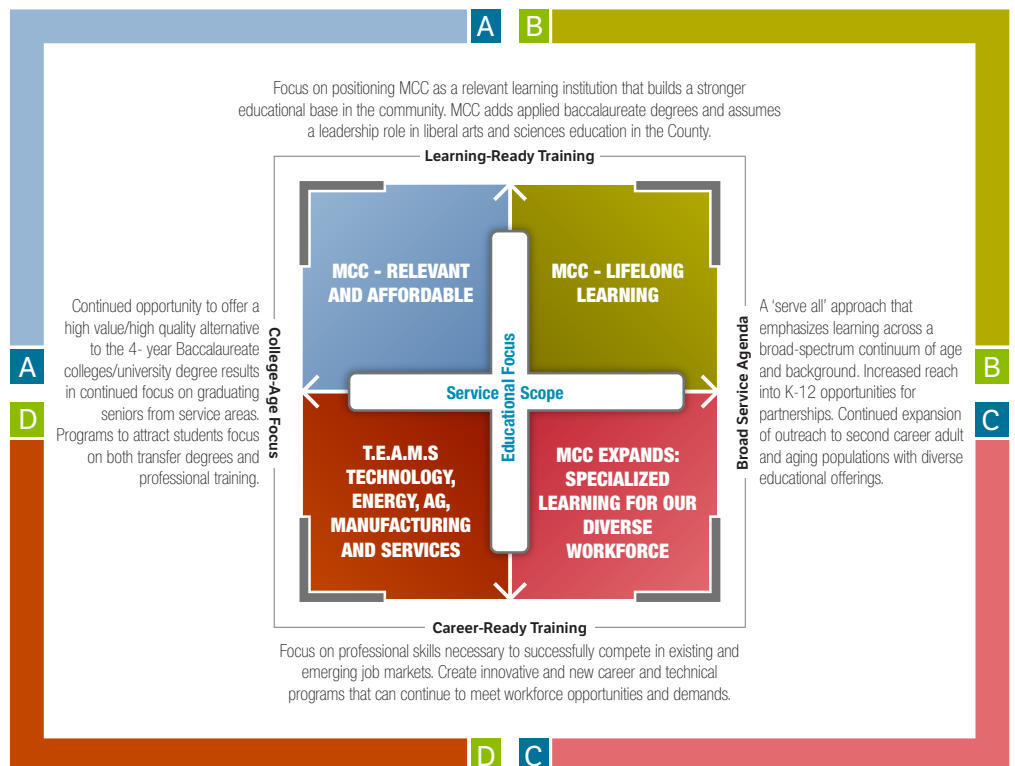 A B
Focus on positioning MCC as a relevant learning institution that builds a stronger
educational base in the community. MCC adds applied baccalaureate degrees and assumes
a leadership role in liberal arts and sciences education in the County.
Learning-Ready Training
MCC - RELEVANT
AND AFFORDABLE
MCC - LIFELONG
LEARNING
Continued opportunity to offer a
high value/high quality alternative
to the 4- year Baccalaureate
colleges/university degree results
in continued focus on graduating
seniors from service areas.
Programs to attract students focus
on both transfer degrees and
professional training.
A
D
College-Age Focus
Service Scope
Educational Focus
Broad Service Agenda
A ‘serve all’ approach that
emphasizes learning across a
broad-spectrum continuum of age
and background. Increased reach
into K-12 opportunities for
partnerships. Continued expansion
of outreach to second career adult
and aging populations with diverse
educational offerings.
B
C
T.E.A.M.S
TECHNOLOGY,
ENERGY, AG,
MANUFACTURING
AND SERVICES
MCC EXPANDS:
SPECIALIZED
LEARNING FOR OUR
DIVERSE
WORKFORCE
Career-Ready Training
Focus on professional skills necessary to successfully compete in existing and
emerging job markets. Create innovative and new career and technical
programs that can continue to meet workforce opportunities and demands.
D C